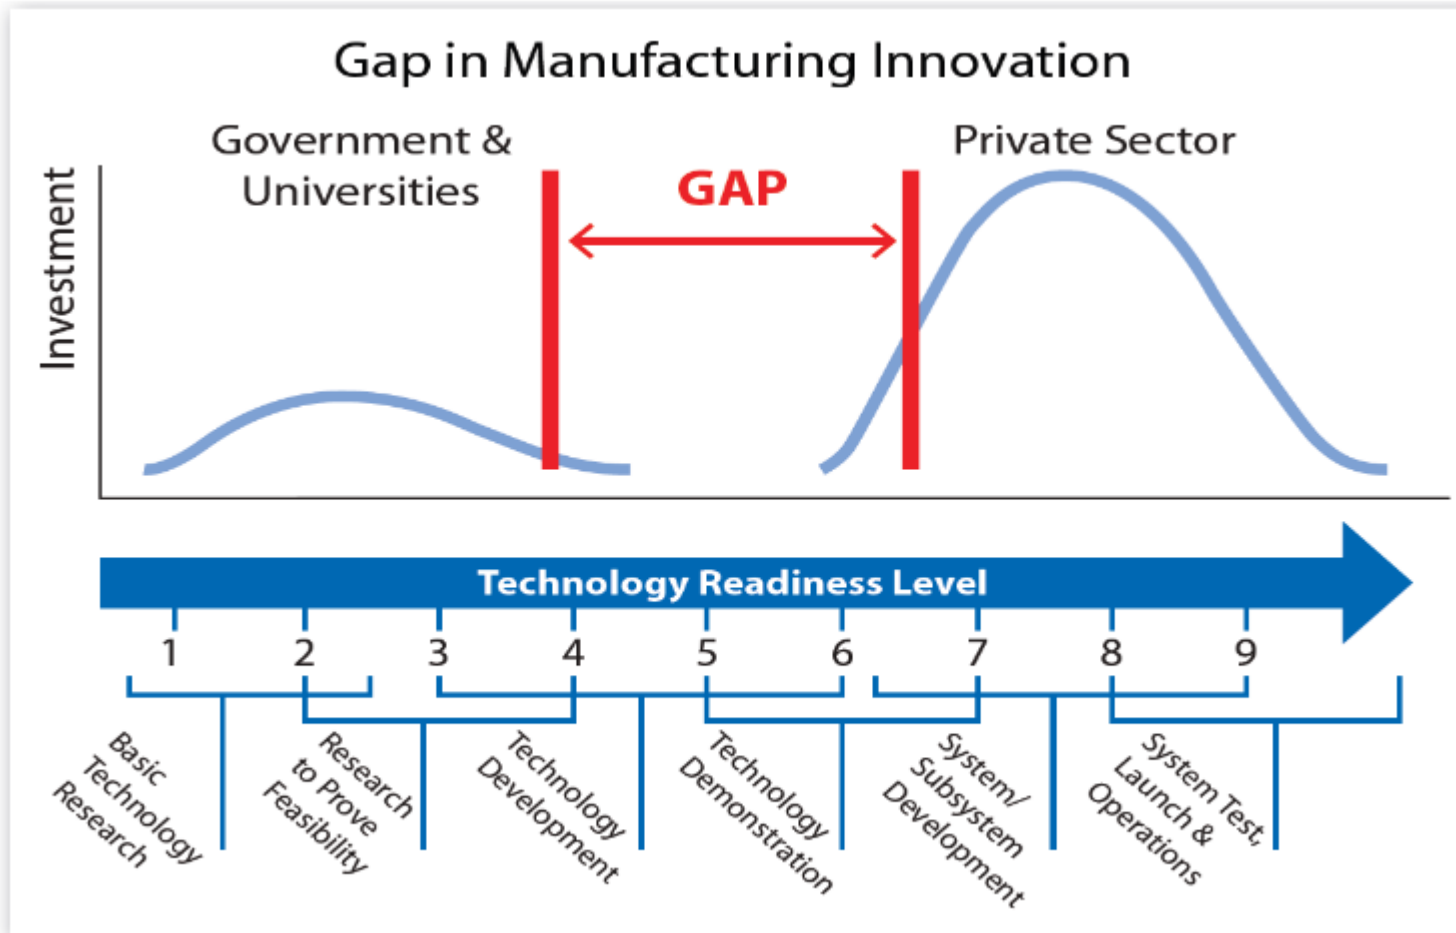 Gap in Manufacturing Innovation
Government &
Universities
Private Sector
GAP
Investment
Technology Readiness Level
1 2 3 4 5 6 7 8 9
Basic
Technology
Research
Research
to Prove
Feasibility
Technology
Development
Technology
Demonstration
System/
Subsystem
Development
System Test,
Launch &
Operations